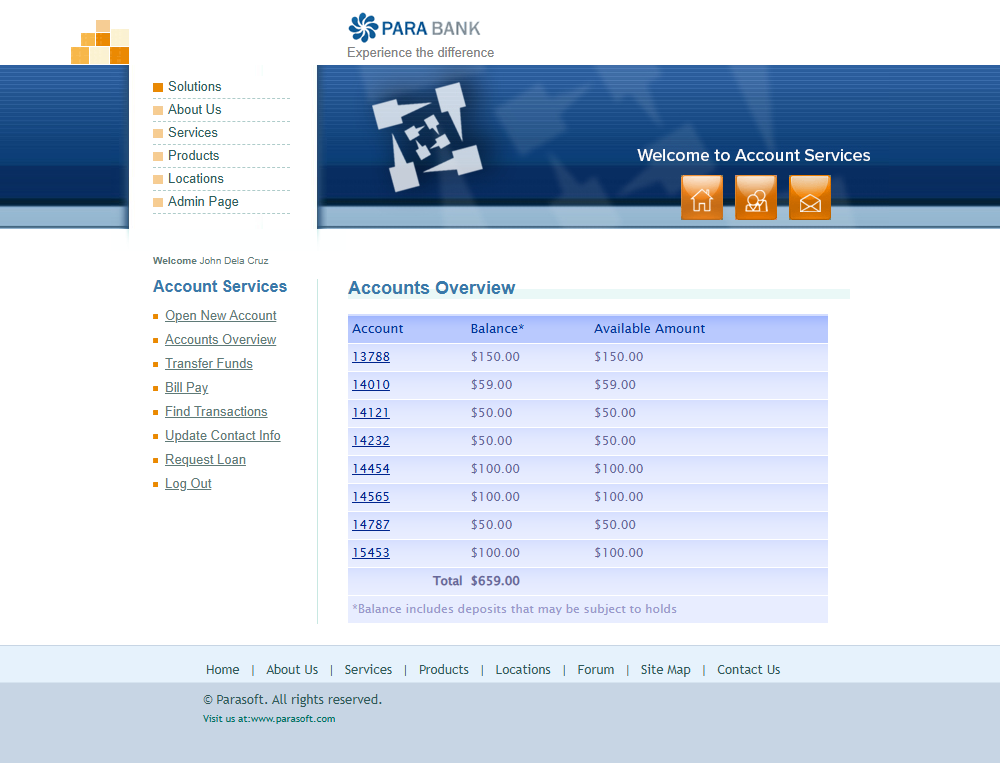 PARA BANK
Experience the difference
Solutions
About Us
Services
Products
Locations
Admin Page
Welcome to Account Services
Welcome John Dela Cruz
Account Services
Open New Account
Accounts Overview
Transfer Funds
Bill Pay
Find Transactions
Update Contact Info
Request Loan
Log Out
Accounts Overview
Account Balance* Available Amount
13788 $150.00 $150.00
14010 $59.00 $59.00
14121 $50.00 $50.00
14232 $50.00 $50.00
14454 $100.00 $100.00
14565 $100.00 $100.00
14787 $50.00 $50.00
15453 $100.00 $100.00
Total $659.00
*Balance includes deposits that may be subject to holds
Home | About Us | Services | Products | Locations | Forum | Site Map | Contact Us
© Parasoft. All rights reserved.
Visit us at:www.parasoft.com